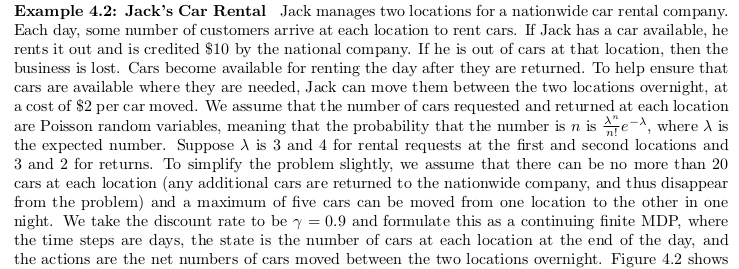 Example 4.2: Jack's Car Rental Jack manages two locations for a nationwide car rental company.
Each day, some number of customers arrive at each location to rent cars. If Jack has a car available, he
rents it out and is credited $10 by the national company. If he is out of cars at that location, then the
business is lost. Cars become available for renting the day after they are returned. To help ensure that
cars are available where they are needed, Jack can move them between the two locations overnight, at
a cost of $2 per car moved. We assume that the number of cars requested and returned at each location
are Poisson random variables, meaning that the probability that the number is n is λⁿ/n! e^−λ, where λ is
the expected number. Suppose λ is 3 and 4 for rental requests at the first and second locations and
3 and 2 for returns. To simplify the problem slightly, we assume that there can be no more than 20
cars at each location (any additional cars are returned to the nationwide company, and thus disappear
from the problem) and a maximum of five cars can be moved from one location to the other in one
night. We take the discount rate to be γ = 0.9 and formulate this as a continuing finite MDP, where
the time steps are days, the state is the number of cars at each location at the end of the day, and
the actions are the net numbers of cars moved between the two locations overnight. Figure 4.2 shows